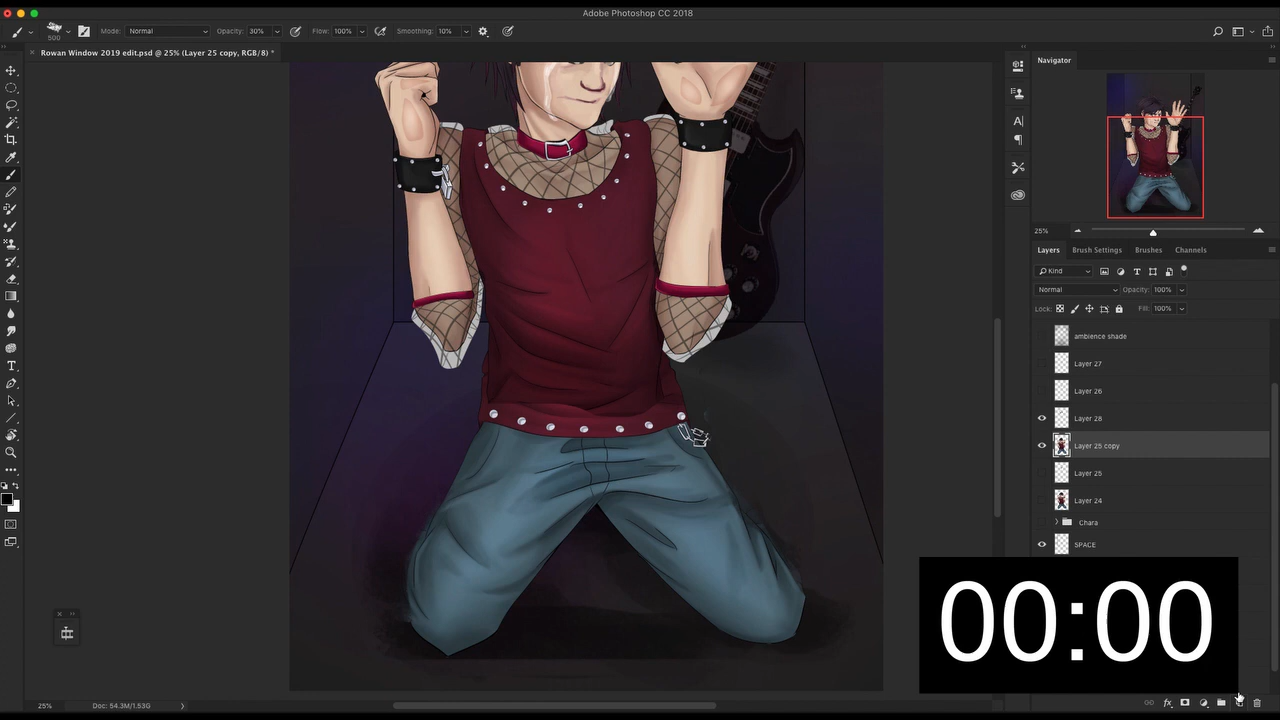 Adobe Photoshop CC 2018
500
Mode: Normal
Opacity: 30%
Flow: 100%
Smoothing: 10%
Rowan Window 2019 edit.psd @ 25% (Layer 25 copy, RGB/8) *
Navigator
25%
Layers Brush Settings Brushes Channels
Kind
Normal
Opacity: 100%
Lock:
Fill: 100%
ambience shade
Layer 27
Layer 26
Layer 28
Layer 25 copy
Layer 25
Layer 24
Chara
SPACE
00:00
25%
Doc: 54.3M/1.53G